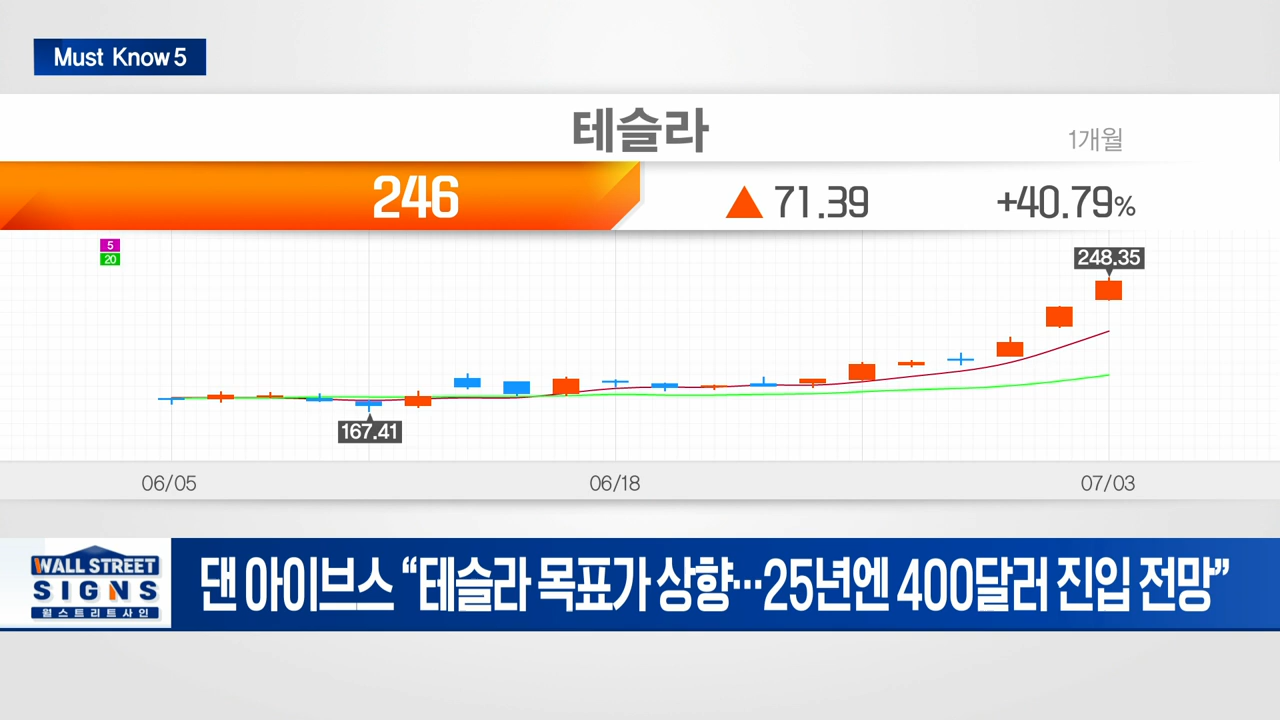 Must Know 5
테슬라
1개월
246
▲ 71.39
+40.79%
5
20
248.35
167.41
06/05
06/18
07/03
WALL STREET
SIGNS
월스트리트사인
댄 아이브스 “테슬라 목표가 상향…25년엔 400달러 진입 전망”